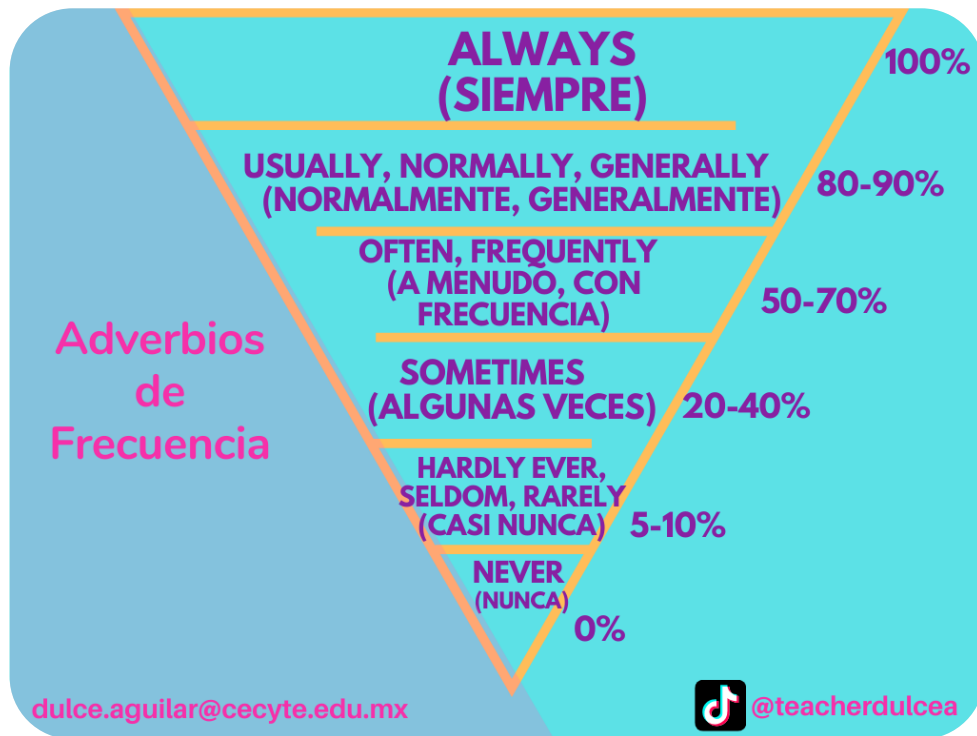 ALWAYS
(SIEMPRE)
100%
USUALLY, NORMALLY, GENERALLY
(NORMALMENTE, GENERALMENTE)
80-90%
OFTEN, FREQUENTLY
(A MENUDO, CON
FRECUENCIA)
50-70%
Adverbios
de
Frecuencia
SOMETIMES
(ALGUNAS VECES)
20-40%
HARDLY EVER,
SELDOM, RARELY
(CASI NUNCA)
5-10%
NEVER
(NUNCA)
0%
dulce.aguilar@cecyte.edu.mx
@teacherdulcea